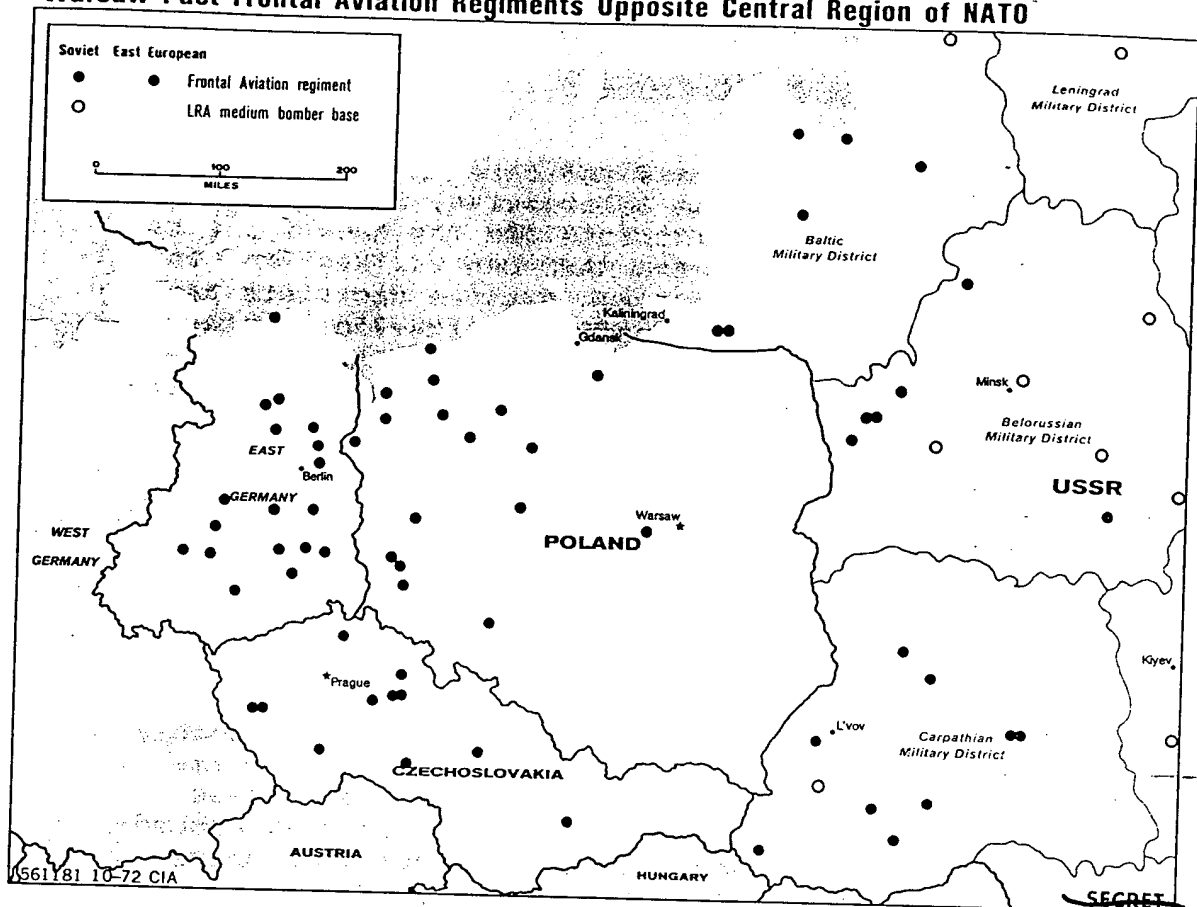 Warsaw Pact Frontal Aviation Regiments Opposite Central Region of NATO
Soviet East European
Frontal Aviation regiment
LRA medium bomber base
0 100 200
MILES
Leningrad
Military District
Baltic
Military District
Kaliningrad
Gdansk
Minsk
Belorussian
Military District
USSR
EAST
GERMANY
Berlin
WEST
GERMANY
Warsaw
POLAND
Kiyev
Prague
L'vov
Carpathian
Military District
CZECHOSLOVAKIA
AUSTRIA
HUNGARY
561181 10-72 CIA
SECRET